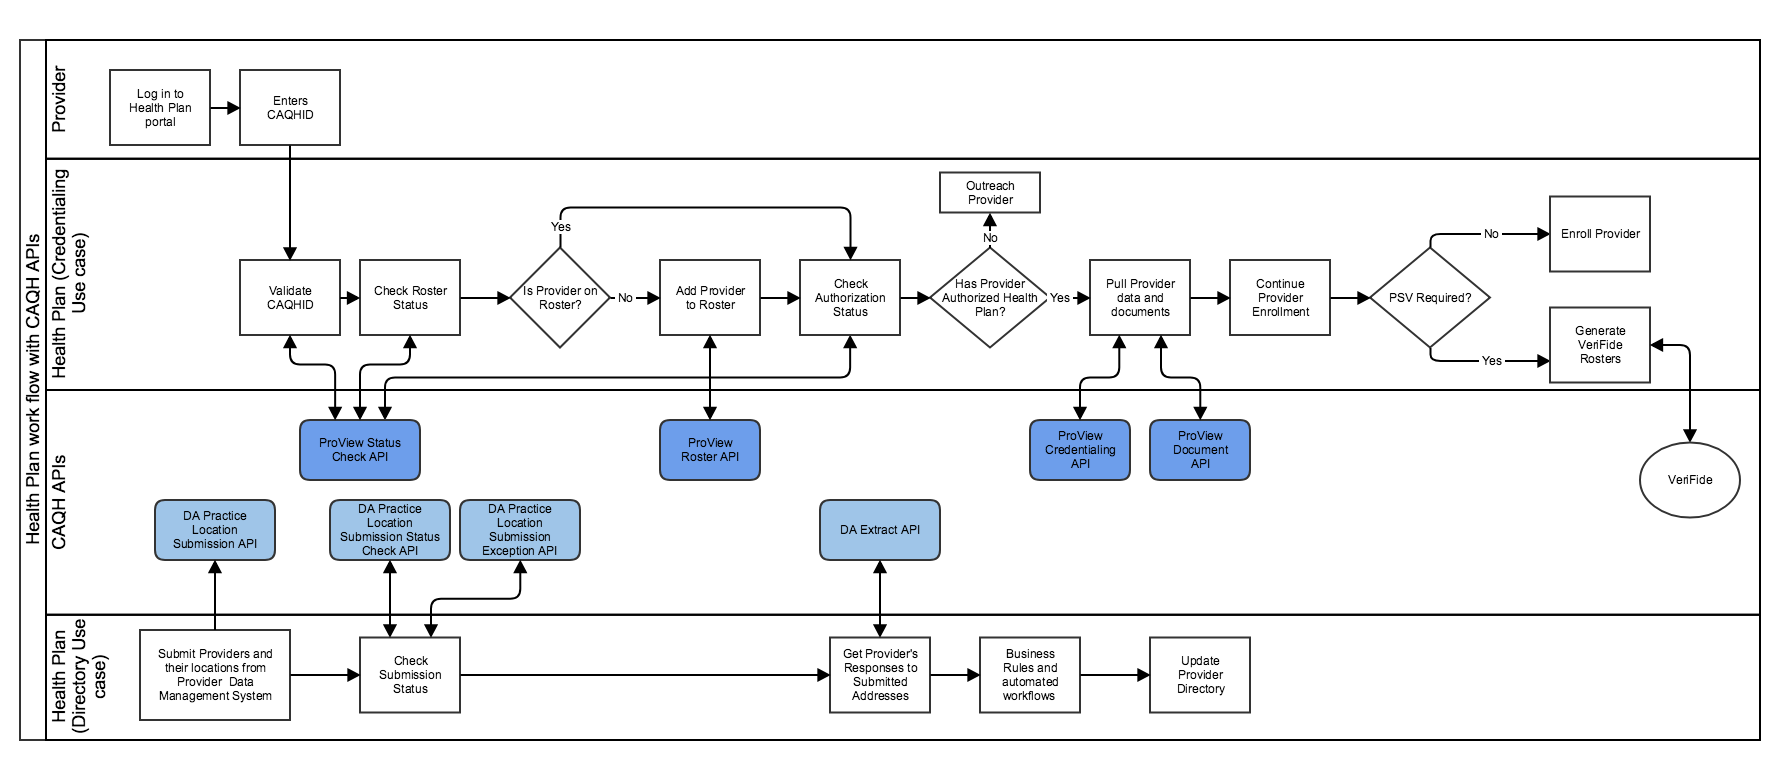 Health Plan work flow with CAQH APIs
Provider
Log in to
Health Plan
portal
Enters
CAQHID
Health Plan (Credentialing
Use case)
Validate
CAQHID
Check Roster
Status
Is Provider on
Roster?
Yes
No
Add Provider
to Roster
Check
Authorization
Status
Has Provider
Authorized Health
Plan?
No
Outreach
Provider
Yes
Pull Provider
data and
documents
Continue
Provider
Enrollment
PSV Required?
No
Enroll Provider
Yes
Generate
VeriFide
Rosters
CAQH APIs
ProView Status
Check API
ProView
Roster API
ProView
Credentialing
API
ProView
Document
API
VeriFide
DA Practice
Location
Submission API
DA Practice
Location
Submission Status
Check API
DA Practice
Location
Submission
Exception API
DA Extract API
Health Plan
(Directory Use
case)
Submit Providers and
their locations from
Provider  Data
Management System
Check
Submission
Status
Get Provider's
Responses to
Submitted
Addresses
Business
Rules and
automated
workflows
Update
Provider
Directory